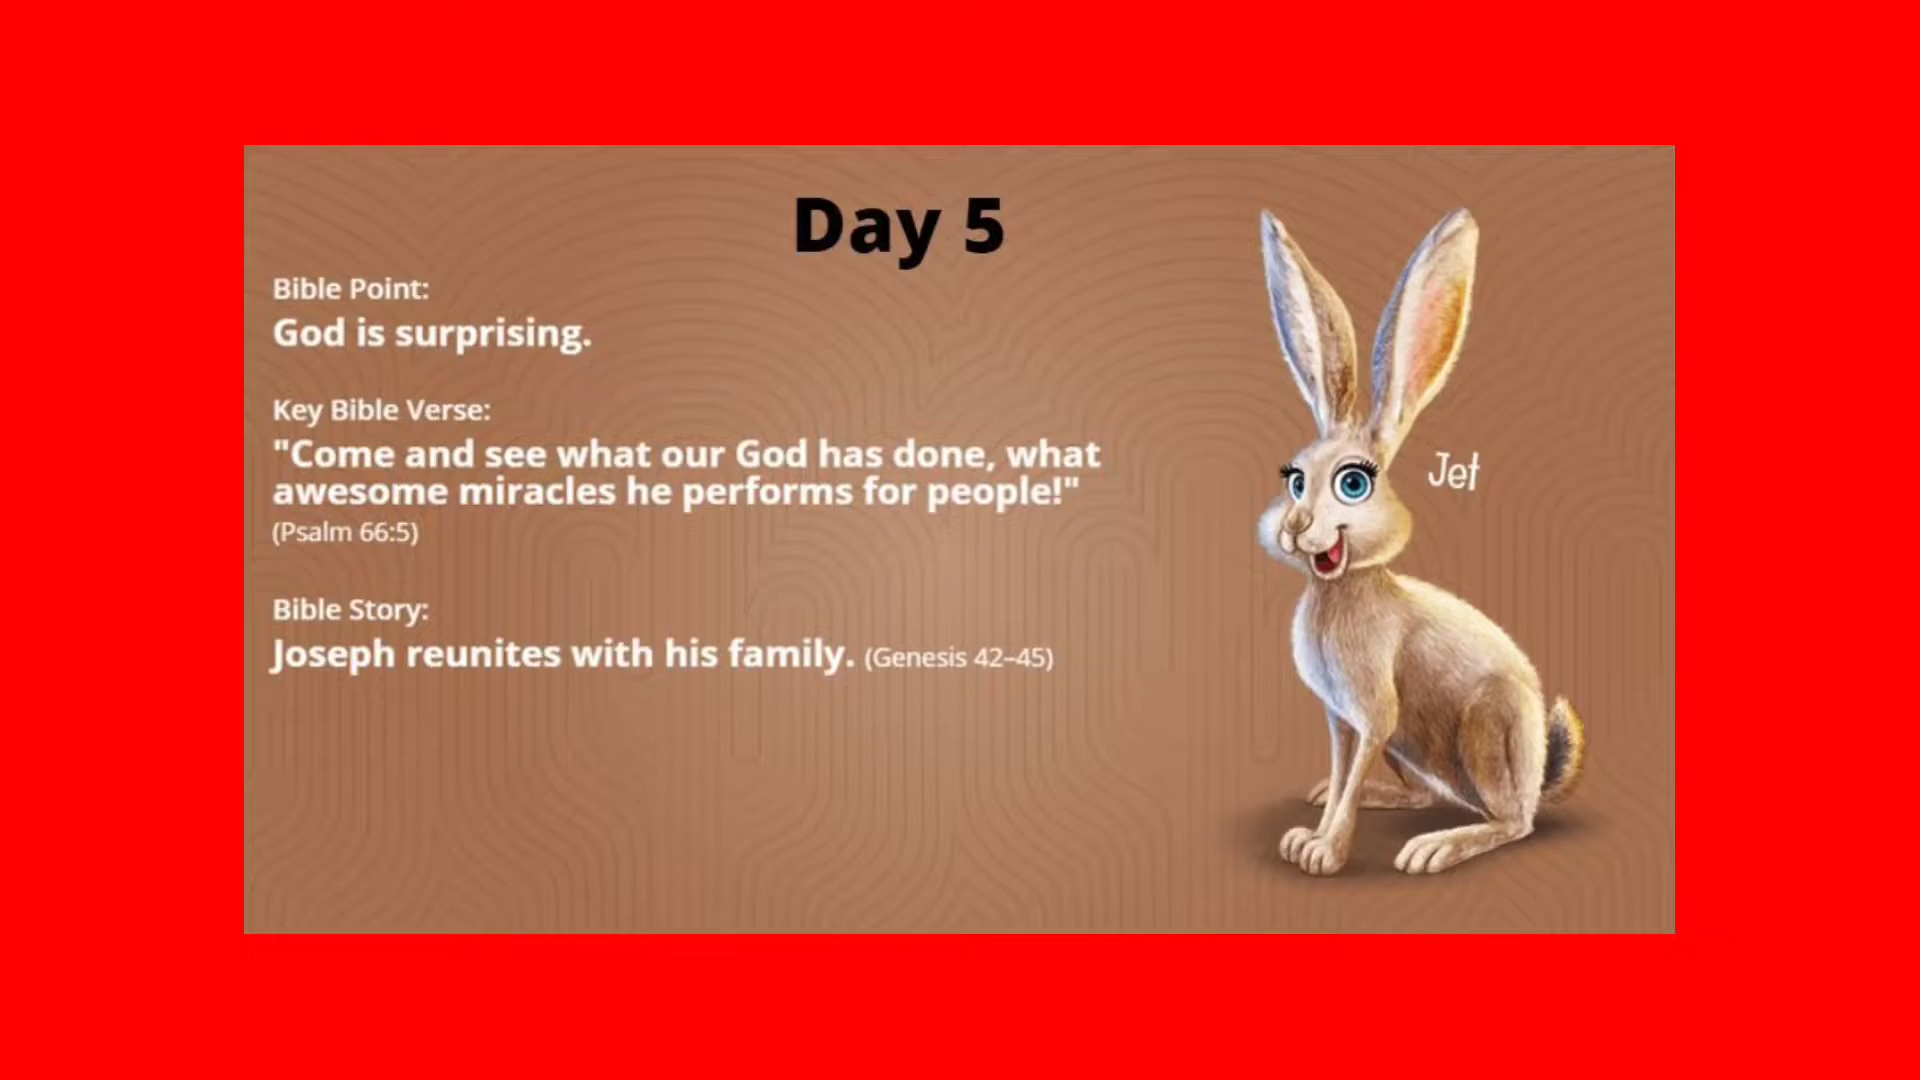 Day 5
Bible Point:
God is surprising.
Key Bible Verse:
"Come and see what our God has done, what
awesome miracles he performs for people!"
(Psalm 66:5)
Jet
Bible Story:
Joseph reunites with his family. (Genesis 42–45)